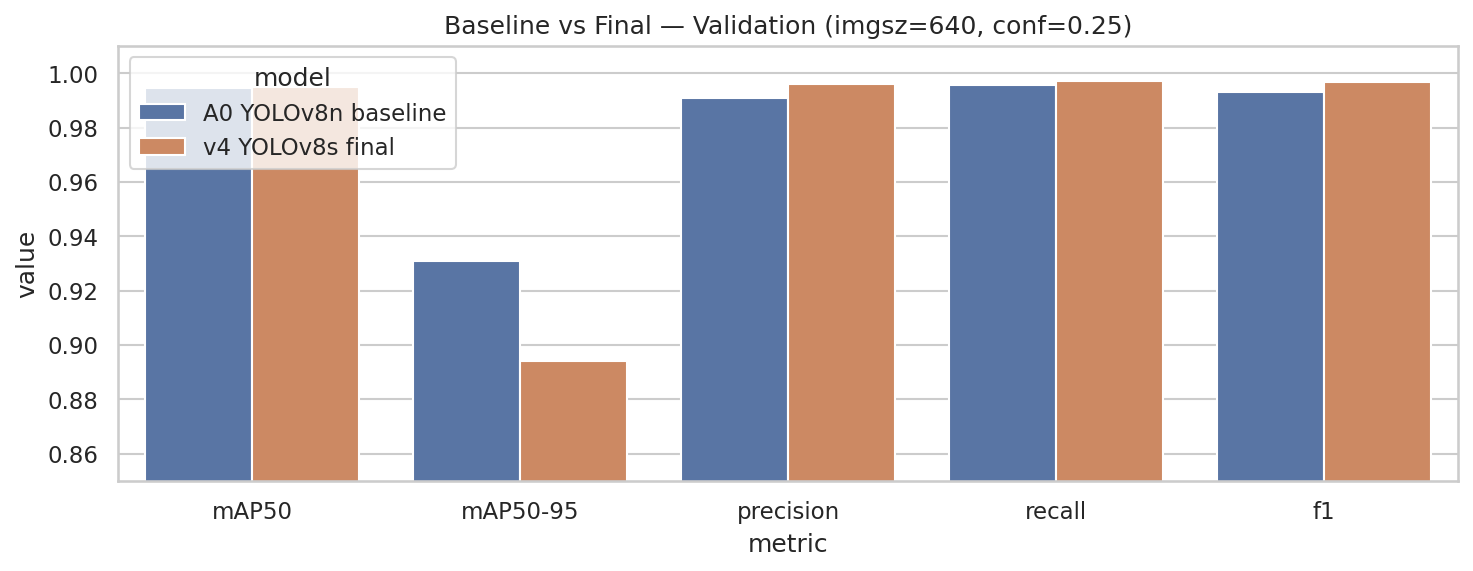 Baseline vs Final — Validation (imgsz=640, conf=0.25)
model
A0 YOLOv8n baseline
v4 YOLOv8s final
value
1.00
0.98
0.96
0.94
0.92
0.90
0.88
0.86
mAP50 mAP50-95 precision recall f1
metric